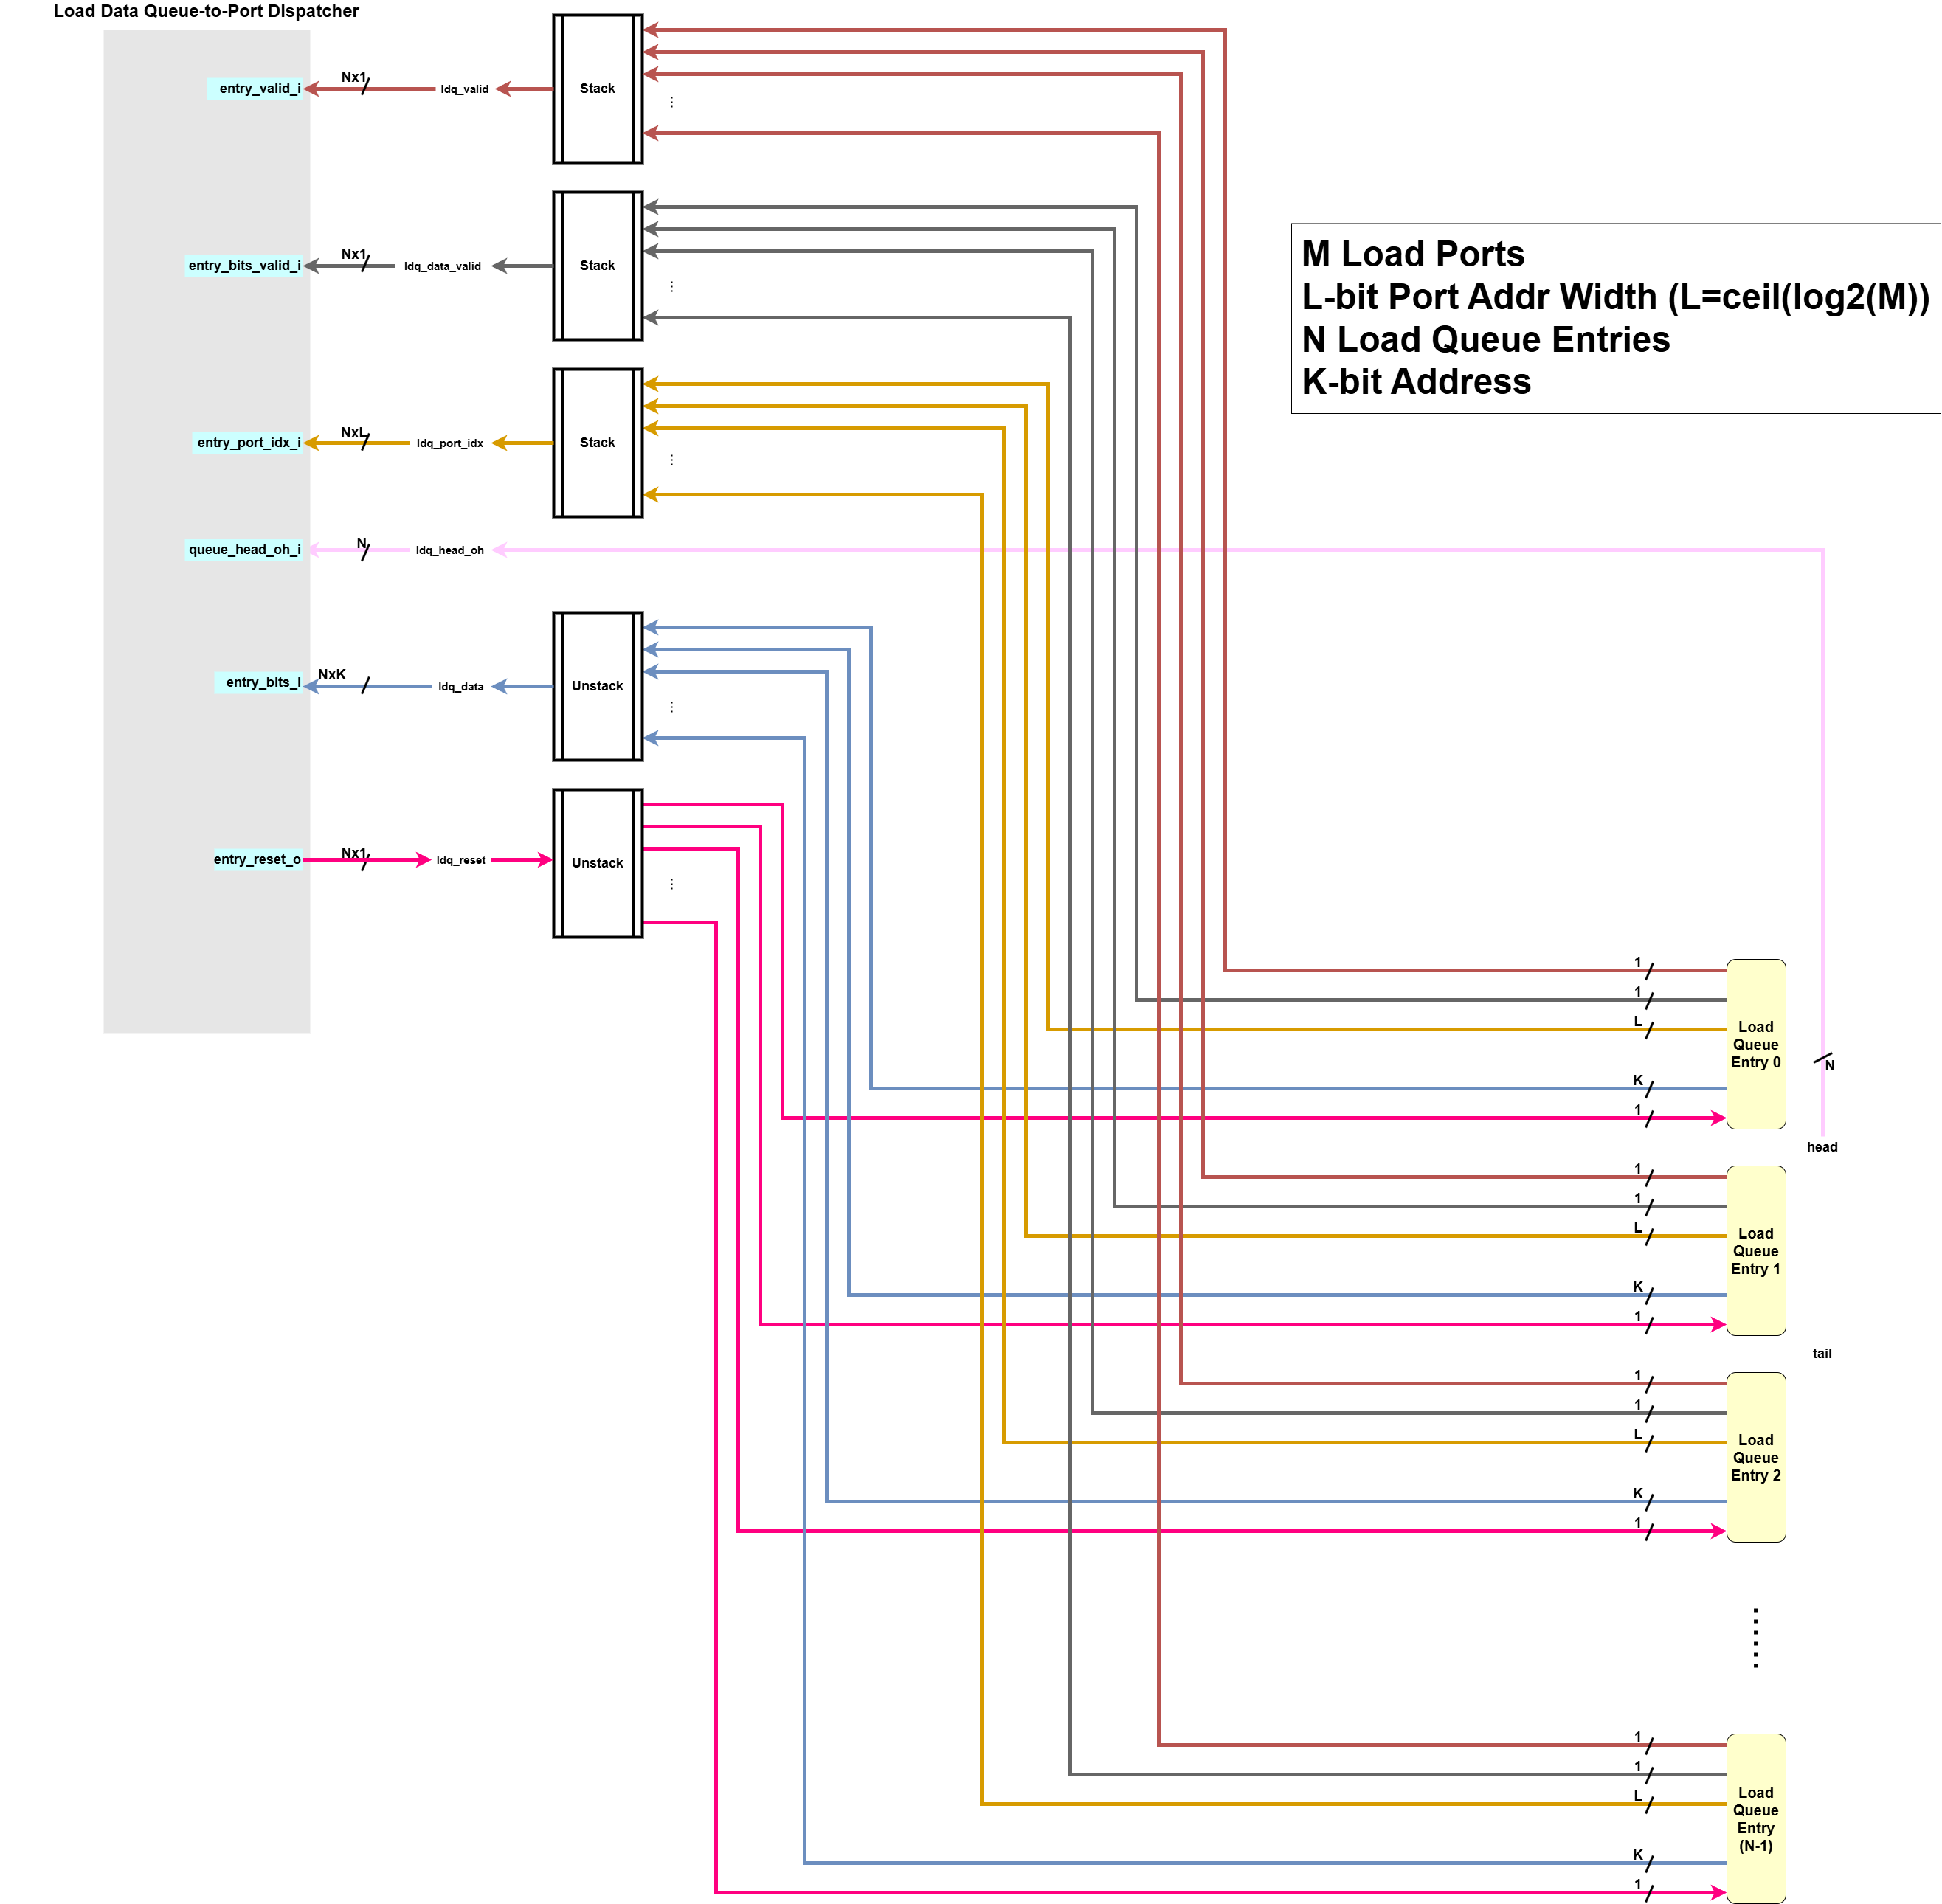 Load Data Queue-to-Port Dispatcher
entry_valid_i
Nx1
ldq_valid
Stack
entry_bits_valid_i
Nx1
ldq_data_valid
Stack
M Load Ports
L-bit Port Addr Width (L=ceil(log2(M))
N Load Queue Entries
K-bit Address
entry_port_idx_i
NxL
ldq_port_idx
Stack
queue_head_oh_i
N
ldq_head_oh
entry_bits_i
NxK
ldq_data
Unstack
entry_reset_o
Nx1
ldq_reset
Unstack
1
1
L
K
1
Load
Queue
Entry 0
N
head
1
1
L
K
1
Load
Queue
Entry 1
tail
1
1
L
K
1
Load
Queue
Entry 2
1
1
L
K
1
Load
Queue
Entry
(N-1)